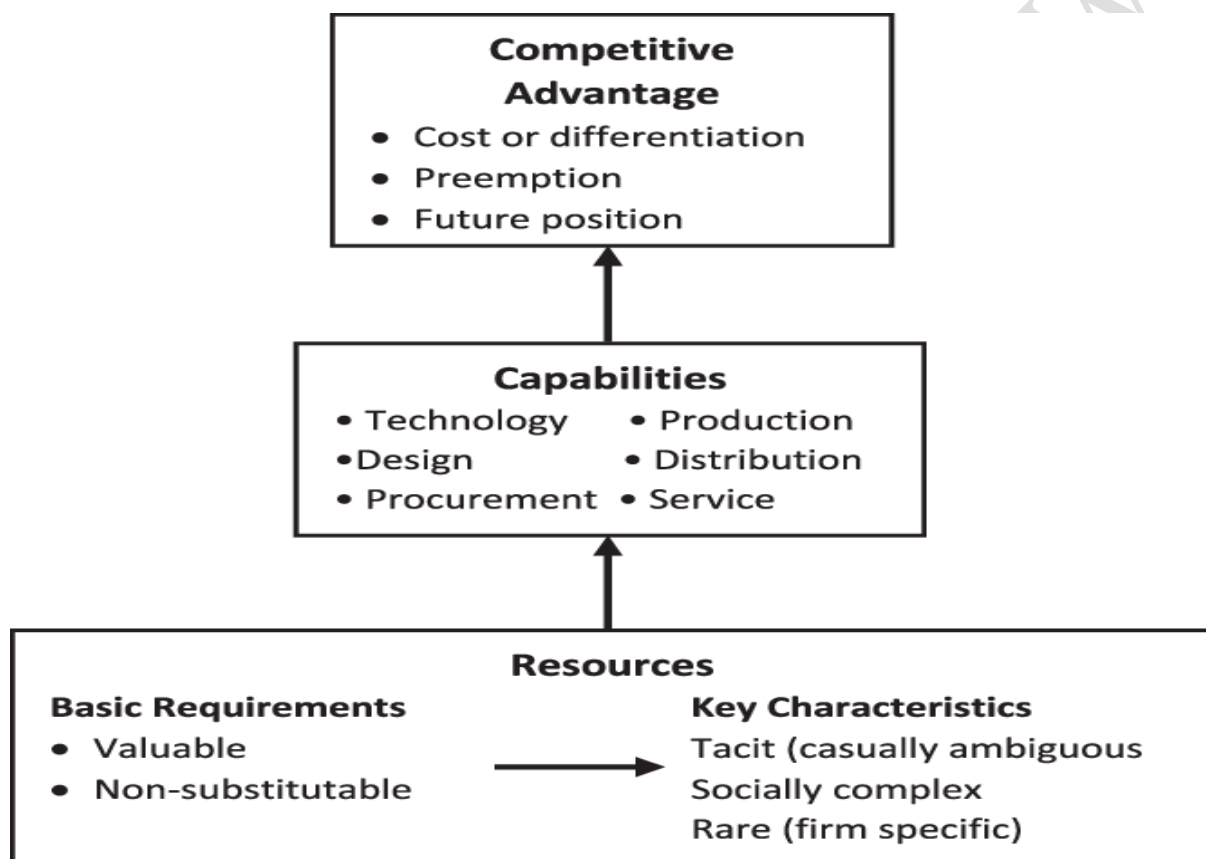 Competitive
Advantage
• Cost or differentiation
• Preemption
• Future position
Capabilities
• Technology • Production
•Design • Distribution
• Procurement • Service
Resources
Basic Requirements Key Characteristics
• Valuable Tacit (casually ambiguous
• Non-substitutable Socially complex
Rare (firm specific)